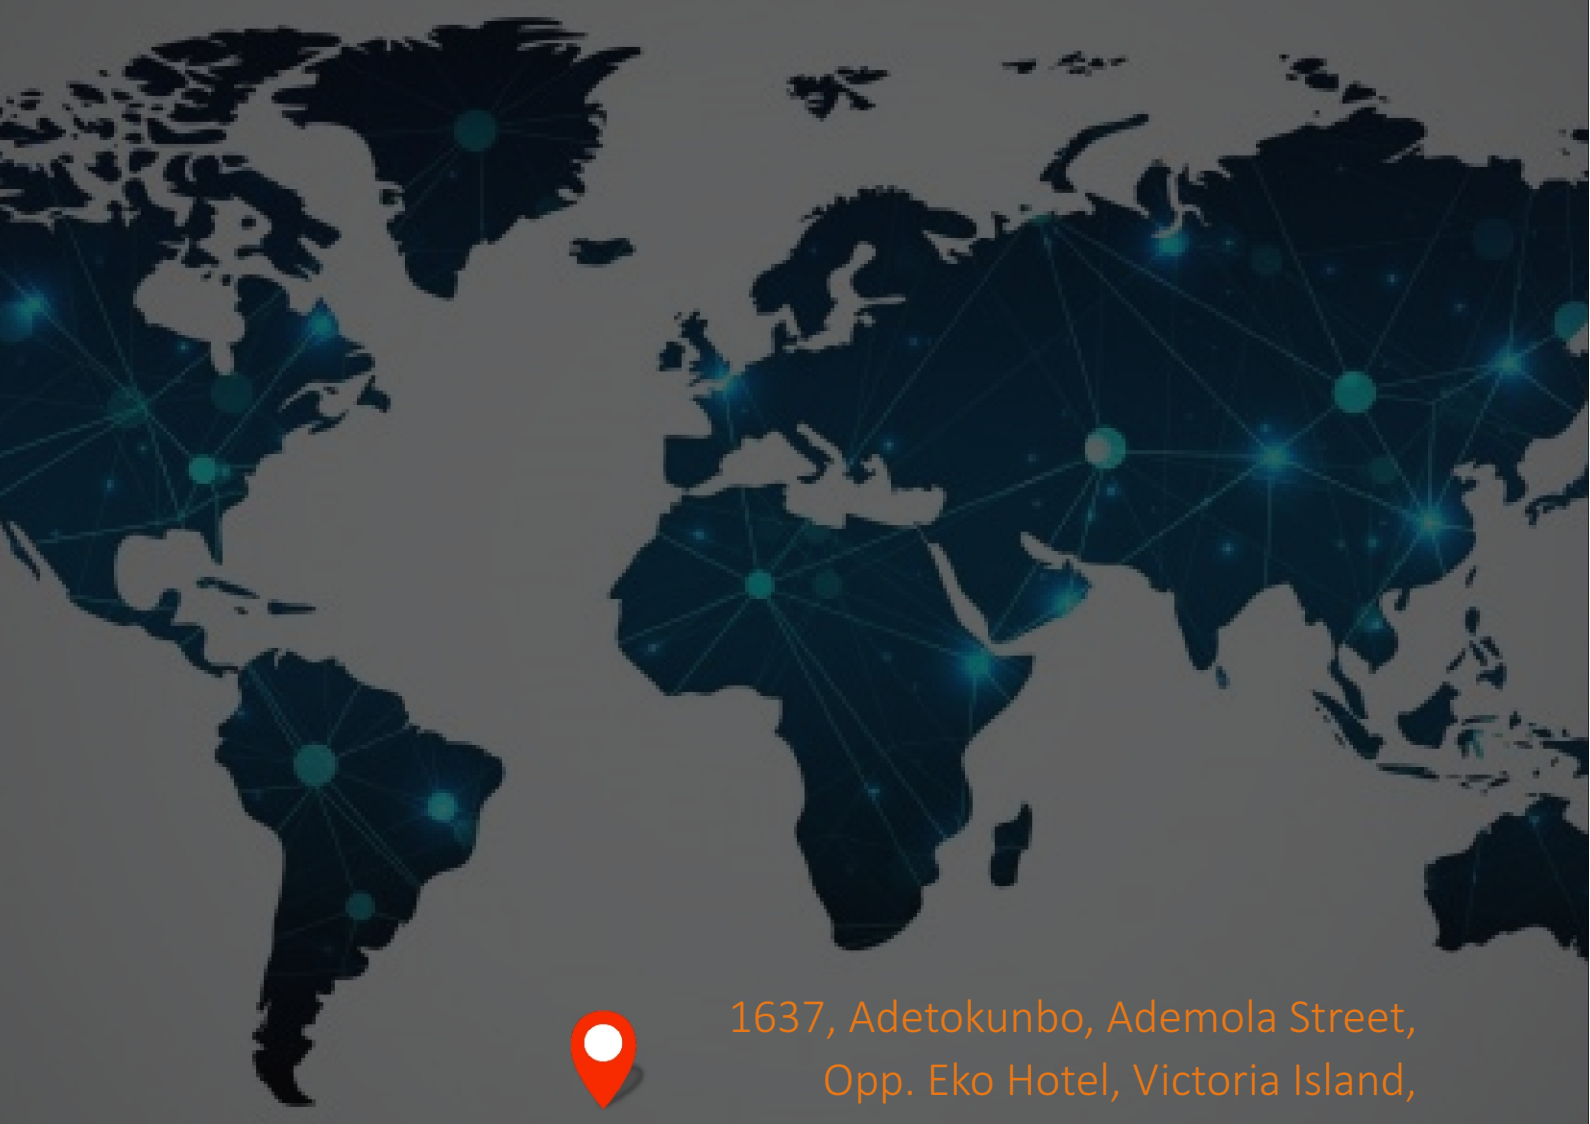 1637, Adetokunbo, Ademola Street,
Opp. Eko Hotel, Victoria Island,